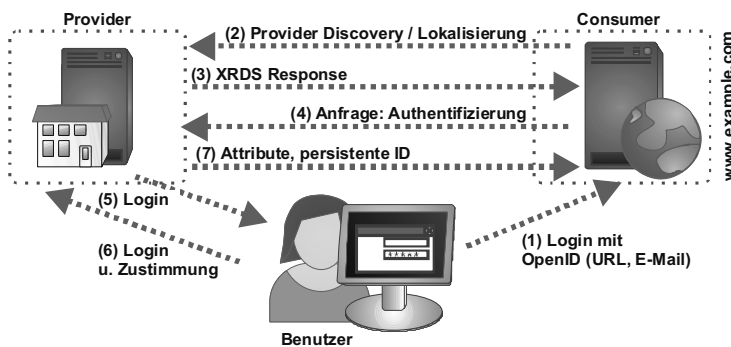 Provider
Consumer
(2) Provider Discovery / Lokalisierung
(3) XRDS Response
(4) Anfrage: Authentifizierung
(7) Attribute, persistente ID
www.example.com
(5) Login
(6) Login
u. Zustimmung
(1) Login mit
OpenID (URL, E-Mail)
Benutzer